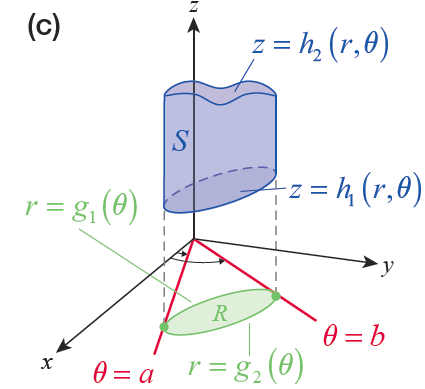 (c)
z
z = h₂ (r,θ)
S
z = h₁ (r,θ)
r = g₁ (θ)
y
R
θ = b
x
θ = a
r = g₂ (θ)